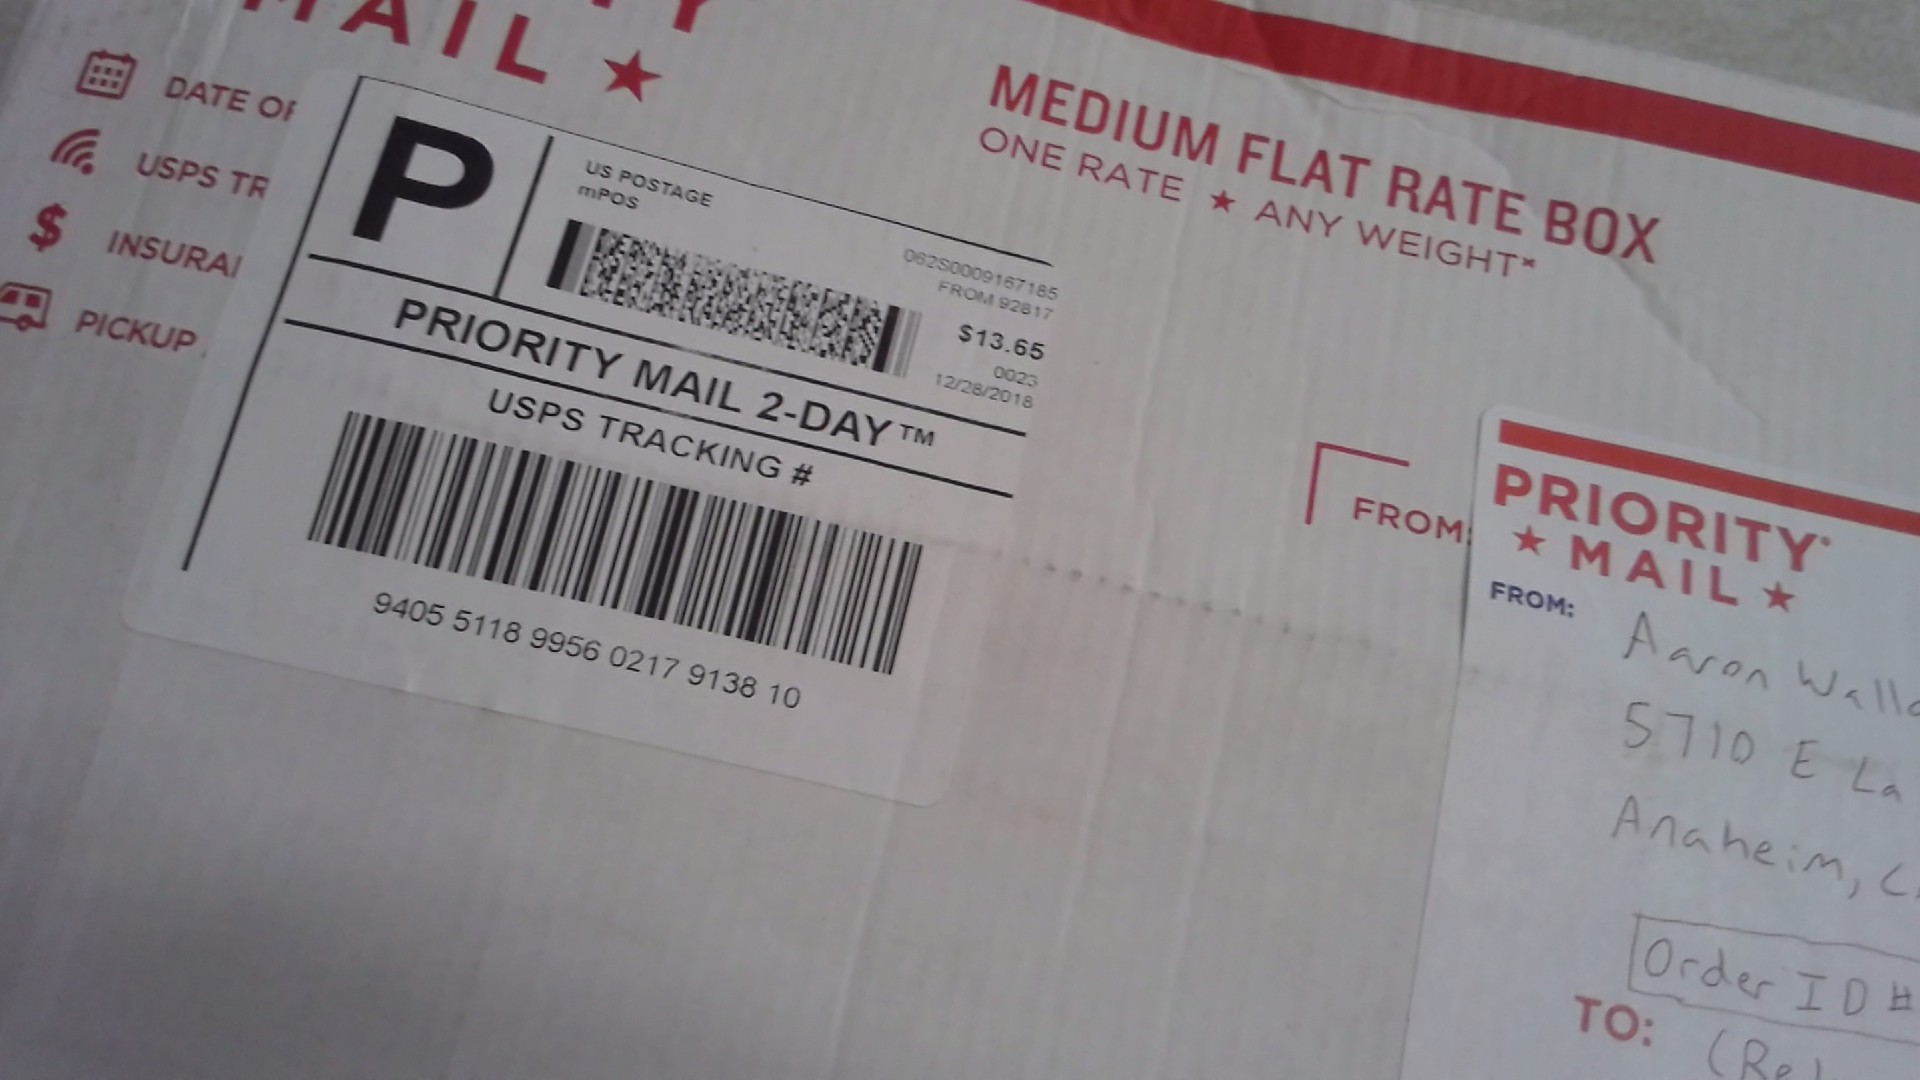 MAIL ★
DATE OF
USPS TR
$ INSURAI
PICKUP
P
US POSTAGE
mPOS
062S0009167185
FROM 92817
$13.65
0023
12/28/2018
PRIORITY MAIL 2-DAY™
USPS TRACKING #
9405 5118 9956 0217 9138 10
MEDIUM FLAT RATE BOX
ONE RATE ★ ANY WEIGHT*
FROM:
PRIORITY
★ MAIL ★
FROM:
Aaron
5710 E La
Anaheim,
Order ID #
TO: